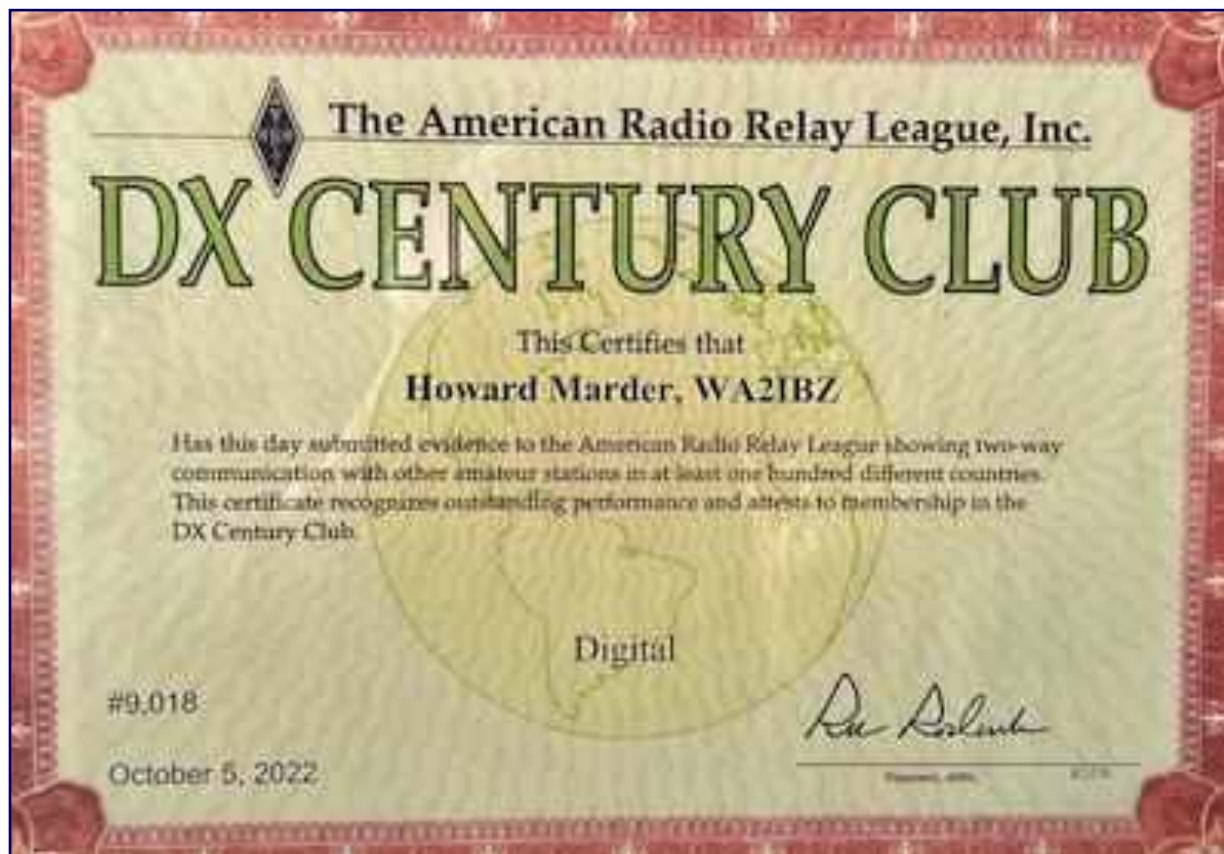 The American Radio Relay League, Inc.
DX CENTURY CLUB
This Certifies that
Howard Marder, WA2IBZ
Has this day submitted evidence to the American Radio Relay League showing two-way
communication with other amateur stations in at least one hundred different countries.
This certificate recognizes outstanding performance and attests to membership in the
DX Century Club.
Digital
#9,018
October 5, 2022